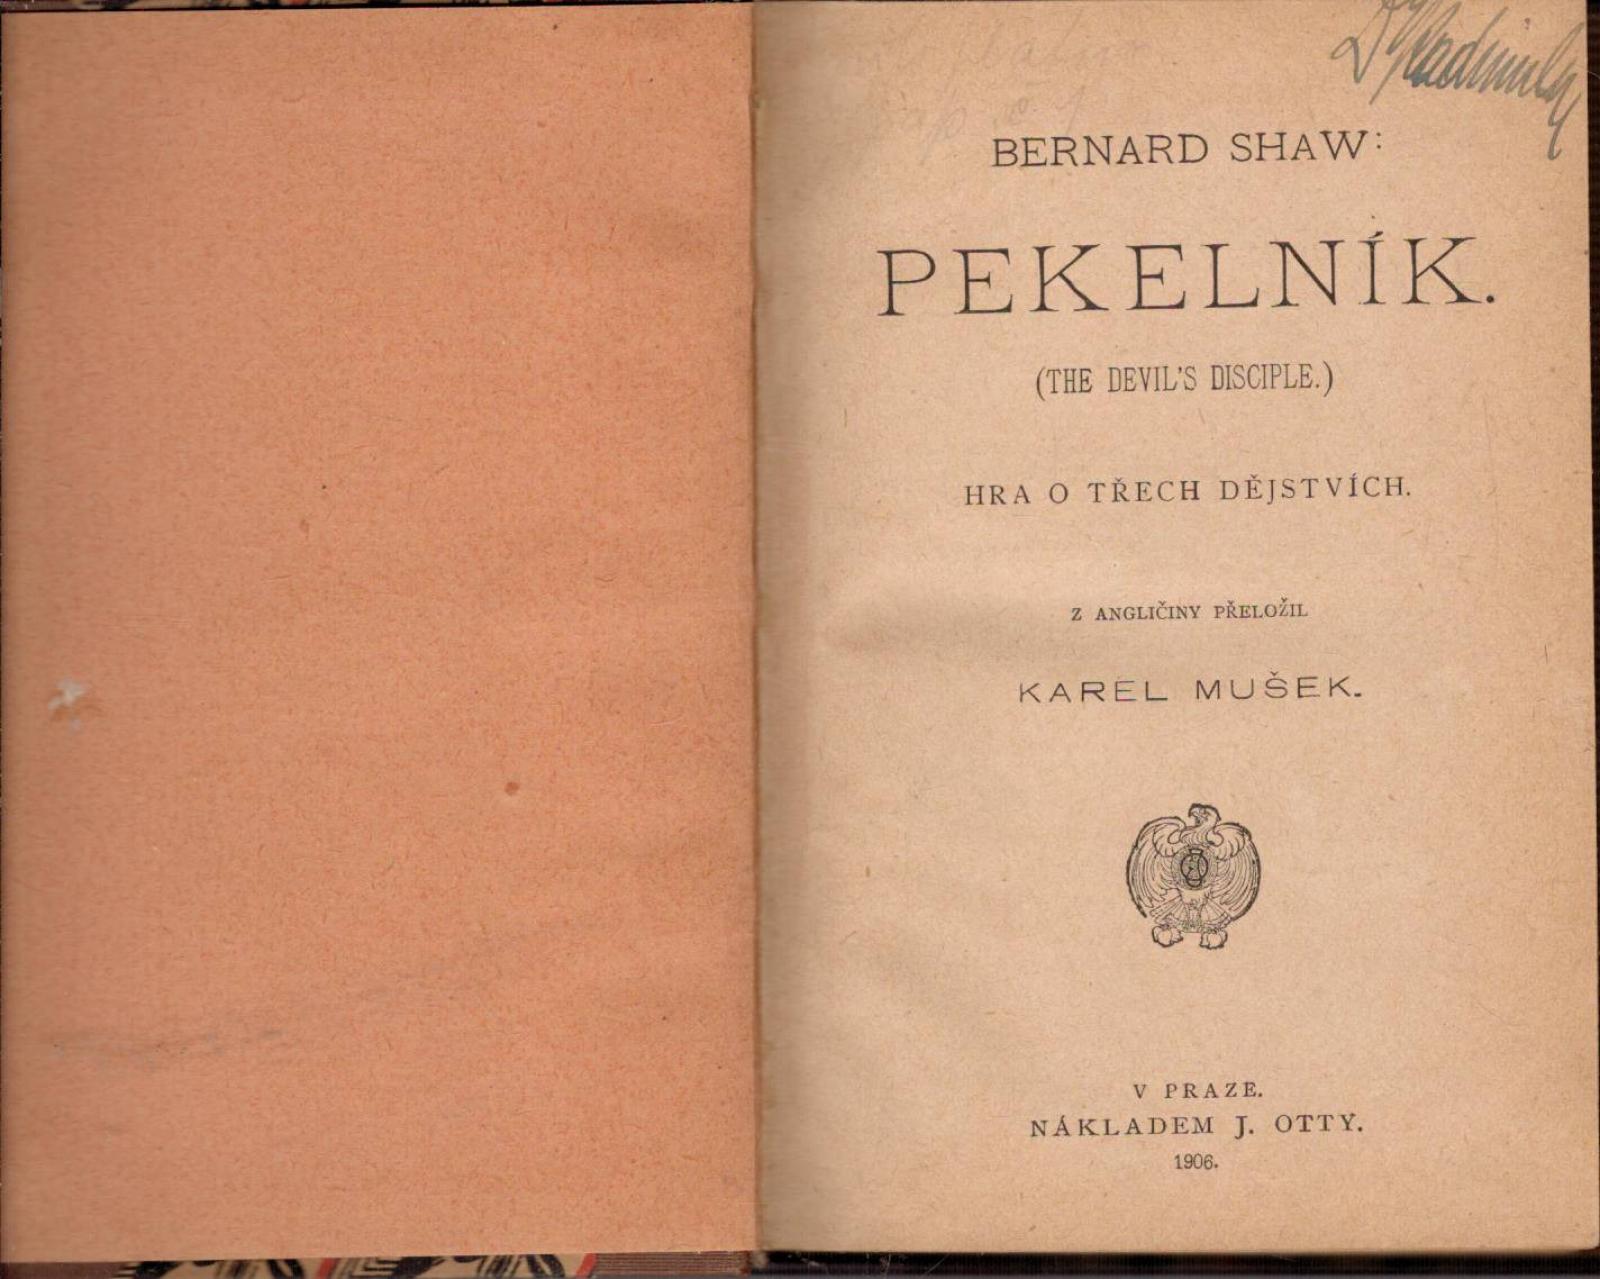 BERNARD SHAW:
PEKELNÍK.
(THE DEVIL'S DISCIPLE.)
HRA O TŘECH DĚJSTVÍCH.
Z ANGLIČINY PŘELOŽIL
KAREL MUŠEK.
V PRAZE.
NÁKLADEM J. OTTY.
1906.